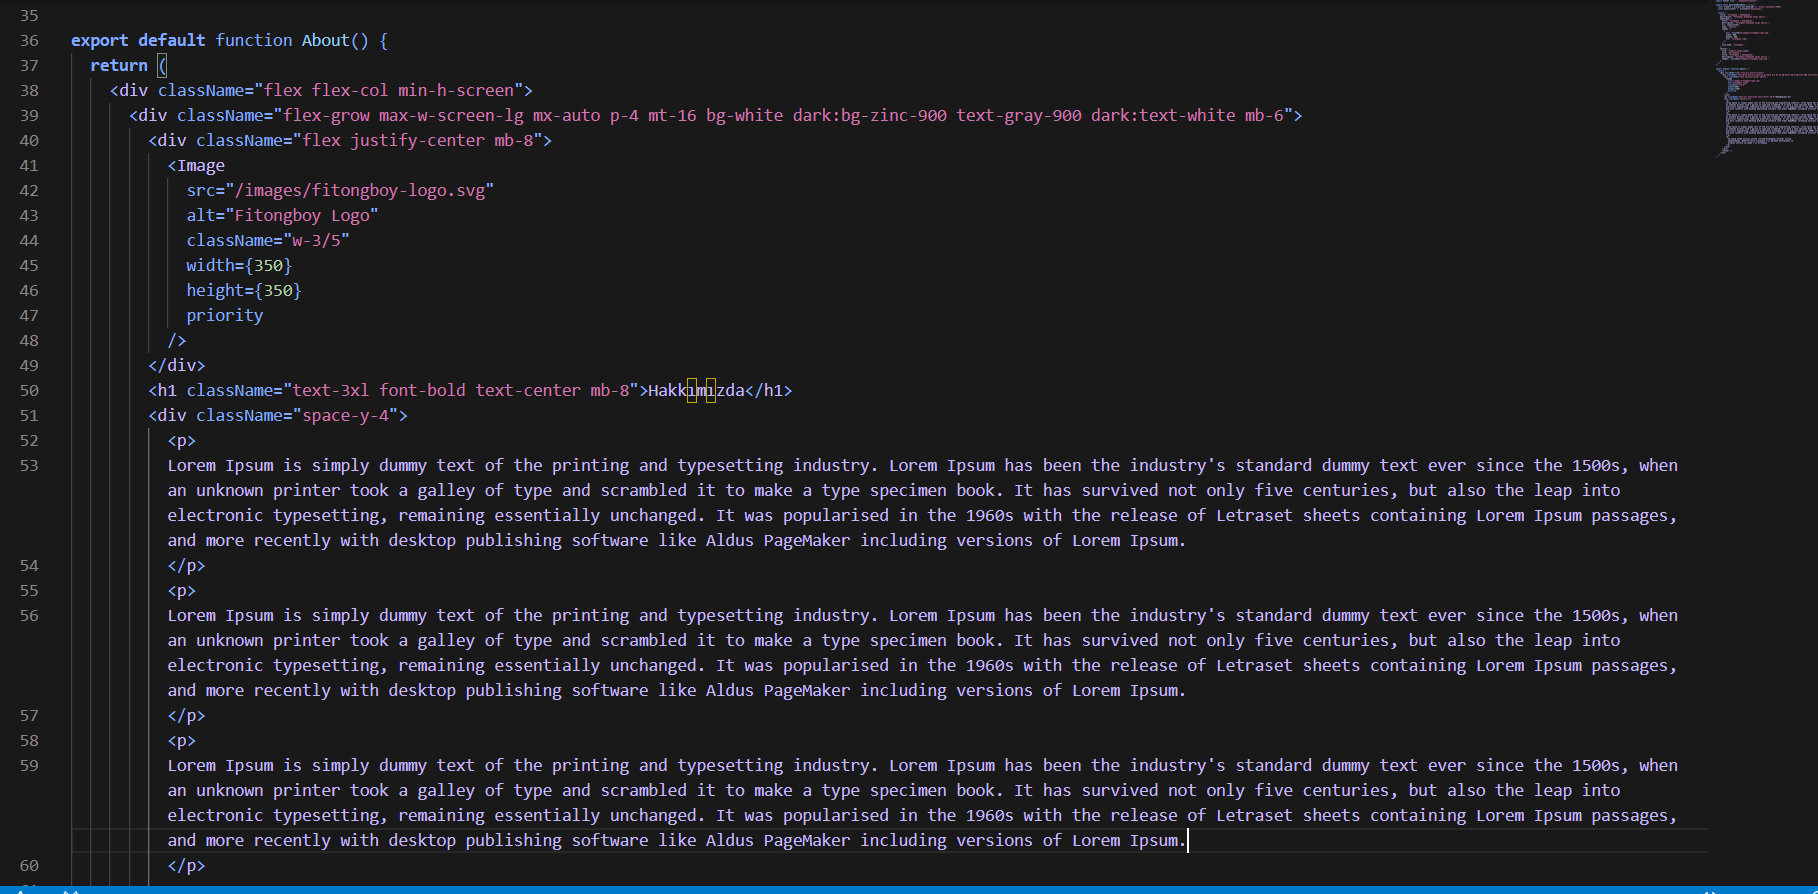 35
36 export default function About() {
37 return (
38 <div className="flex flex-col min-h-screen">
39 <div className="flex-grow max-w-screen-lg mx-auto p-4 mt-16 bg-white dark:bg-zinc-900 text-gray-900 dark:text-white mb-6">
40 <div className="flex justify-center mb-8">
41 <Image
42 src="/images/fitongboy-logo.svg"
43 alt="Fitongboy Logo"
44 className="w-3/5"
45 width={350}
46 height={350}
47 priority
48 />
49 </div>
50 <h1 className="text-3xl font-bold text-center mb-8">Hakkımızda</h1>
51 <div className="space-y-4">
52 <p>
53 Lorem Ipsum is simply dummy text of the printing and typesetting industry. Lorem Ipsum has been the industry's standard dummy text ever since the 1500s, when
an unknown printer took a galley of type and scrambled it to make a type specimen book. It has survived not only five centuries, but also the leap into
electronic typesetting, remaining essentially unchanged. It was popularised in the 1960s with the release of Letraset sheets containing Lorem Ipsum passages,
and more recently with desktop publishing software like Aldus PageMaker including versions of Lorem Ipsum.
54 </p>
55 <p>
56 Lorem Ipsum is simply dummy text of the printing and typesetting industry. Lorem Ipsum has been the industry's standard dummy text ever since the 1500s, when
an unknown printer took a galley of type and scrambled it to make a type specimen book. It has survived not only five centuries, but also the leap into
electronic typesetting, remaining essentially unchanged. It was popularised in the 1960s with the release of Letraset sheets containing Lorem Ipsum passages,
and more recently with desktop publishing software like Aldus PageMaker including versions of Lorem Ipsum.
57 </p>
58 <p>
59 Lorem Ipsum is simply dummy text of the printing and typesetting industry. Lorem Ipsum has been the industry's standard dummy text ever since the 1500s, when
an unknown printer took a galley of type and scrambled it to make a type specimen book. It has survived not only five centuries, but also the leap into
electronic typesetting, remaining essentially unchanged. It was popularised in the 1960s with the release of Letraset sheets containing Lorem Ipsum passages,
and more recently with desktop publishing software like Aldus PageMaker including versions of Lorem Ipsum.
60 </p>